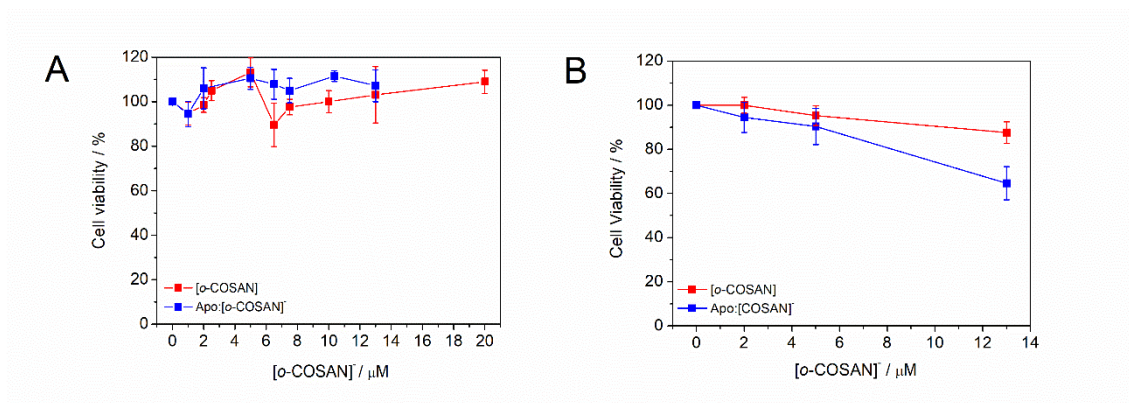 A
Cell viability / %
120
100
80
60
40
20
0
[o-COSAN]
Apo:[o-COSAN]⁻
0 2 4 6 8 10 12 14 16 18 20
[o-COSAN]⁻ / μM
B
Cell Viability / %
120
100
80
60
40
20
0
[o-COSAN]
Apo:[COSAN]⁻
0 2 4 6 8 10 12 14
[o-COSAN]⁻ / μM